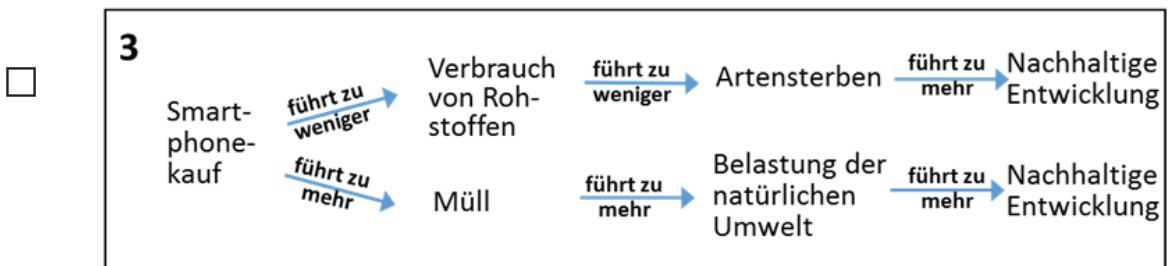 3
Smart-
phone-
kauf
führt zu
weniger
Verbrauch
von Roh-
stoffen
führt zu
weniger
Artensterben
führt zu
mehr
Nachhaltige
Entwicklung
führt zu
mehr
Müll
führt zu
mehr
Belastung der
natürlichen
Umwelt
führt zu
mehr
Nachhaltige
Entwicklung